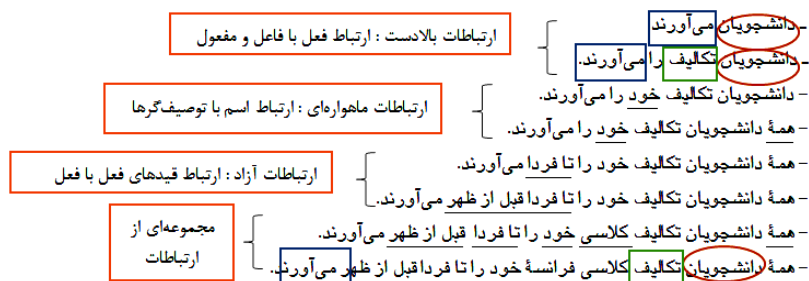 ـ دانشجویان می‌آورند
ـ دانشجویان تکالیف را می‌آورند.
ارتباطات بالادست : ارتباط فعل با فاعل و مفعول
– دانشجویان تکالیف خود را می‌آورند.
– همهٔ دانشجویان تکالیف خود را می‌آورند.
ارتباطات ماهواره‌ای : ارتباط اسم با توصیف‌گرها
– همهٔ دانشجویان تکالیف خود را تا فردا می‌آورند.
– همهٔ دانشجویان تکالیف خود را تا فردا قبل از ظهر می‌آورند.
ارتباطات آزاد : ارتباط قیدهای فعل با فعل
– همهٔ دانشجویان تکالیف کلاسی خود را تا فردا قبل از ظهر می‌آورند.
– همهٔ دانشجویان تکالیف کلاسی فرانسهٔ خود را تا فردا قبل از ظهر می‌آورند.
مجموعه‌ای از
ارتباطات